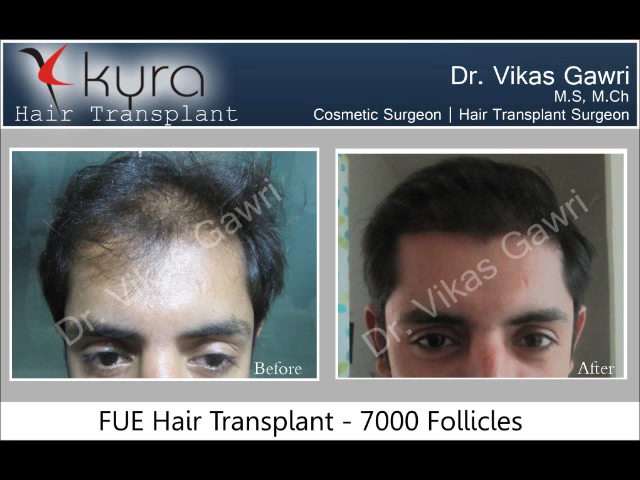 kyra
Hair Transplant
Dr. Vikas Gawri
M.S, M.Ch
Cosmetic Surgeon | Hair Transplant Surgeon
Dr. Vikas Gawri
Before
Dr. Vikas Gawri
After
FUE Hair Transplant - 7000 Follicles